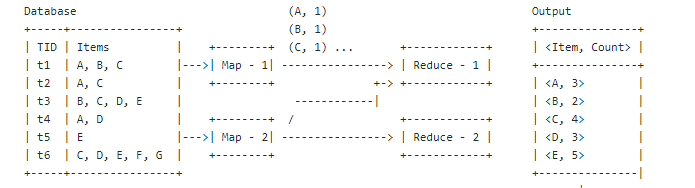 Database (A, 1) Output
+-----+----------------+ (B, 1) +---------------+
| TID | Items | +--------+ (C, 1) ... +------------+ | <Item, Count> |
| t1 | A, B, C |--->| Map - 1| ----------------> | Reduce - 1 | +---------------+
| t2 | A, C | +--------+ +-> +------------+ | <A, 3> |
| t3 | B, C, D, E | ------------| | <B, 2> |
| t4 | A, D | +--------+ / +------------+ | <C, 4> |
| t5 | E |--->| Map - 2| ----------------> | Reduce - 2 | | <D, 3> |
| t6 | C, D, E, F, G | +--------+ +------------+ | <E, 5> |
+-----+----------------+ +---------------|